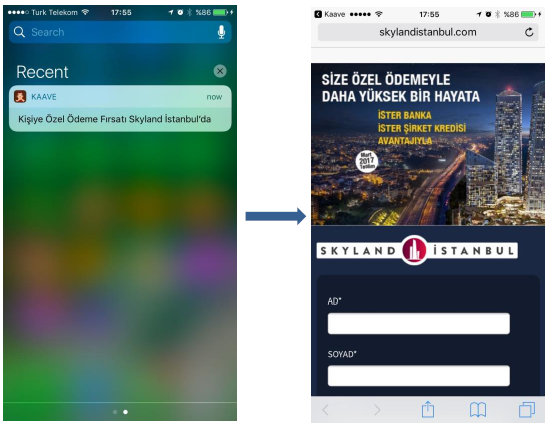 Turk Telekom
17:55
%86
Search
Recent
KAAVE
now
Kişiye Özel Ödeme Fırsatı Skyland İstanbul'da
Kaave
17:55
%86
skylandistanbul.com
SİZE ÖZEL ÖDEMEYLE
DAHA YÜKSEK BİR HAYATA
İSTER BANKA
İSTER ŞİRKET KREDİSİ
AVANTAJIYLA
Mart
2017
Teslim
SKYLAND İSTANBUL
AD*
SOYAD*